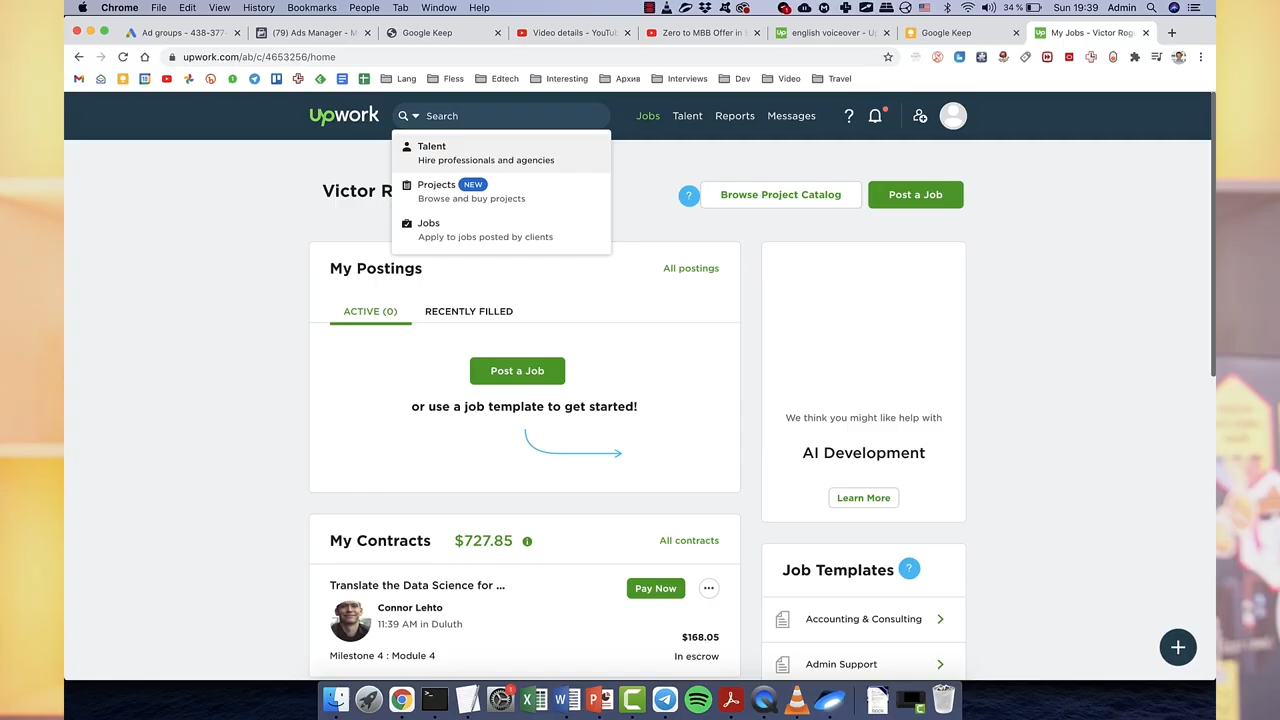 Chrome File Edit View History Bookmarks People Tab Window Help 34 % Sun 19:39 Admin
Ad groups - 438-377- (79) Ads Manager - M Google Keep Video details - YouTu Zero to MBB Offer in english voiceover - Up Google Keep My Jobs - Victor Rog
upwork.com/ab/c/4653256/home
Lang Fless Edtech Interesting Архив Interviews Dev Video Travel
Upwork Search Jobs Talent Reports Messages ?
Talent
Hire professionals and agencies
Projects NEW
Browse and buy projects
Jobs
Apply to jobs posted by clients
Victor R
? Browse Project Catalog Post a Job
My Postings All postings
ACTIVE (0) RECENTLY FILLED
Post a Job
or use a job template to get started!
We think you might like help with
AI Development
Learn More
My Contracts $727.85 All contracts
Translate the Data Science for ... Pay Now
Connor Lehto
11:39 AM in Duluth
$168.05
Milestone 4 : Module 4 In escrow
Job Templates ?
Accounting & Consulting
Admin Support